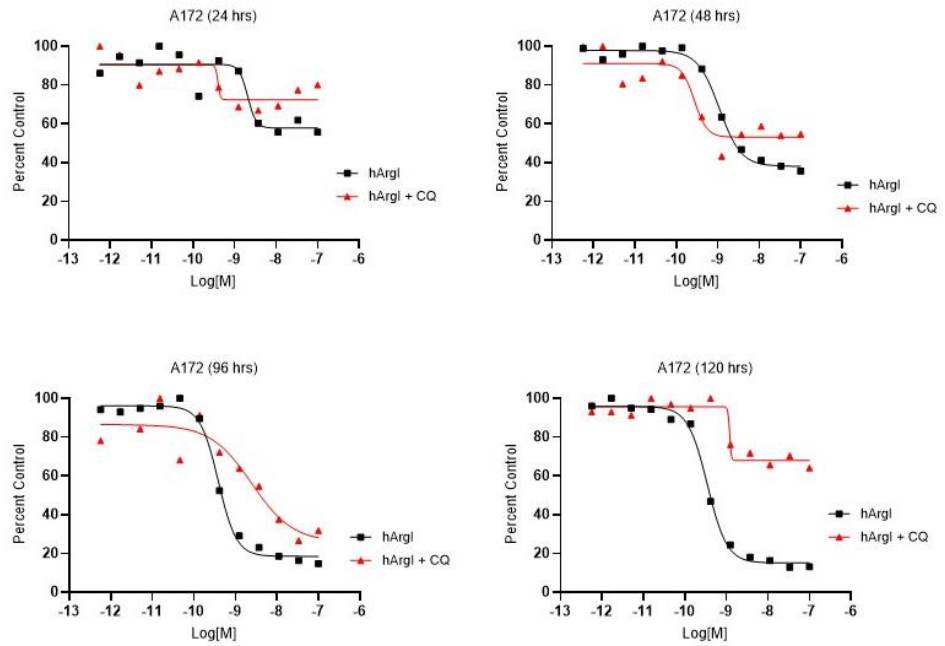 A172 (24 hrs)
Percent Control
100
80
60
40
20
0
-13 -12 -11 -10 -9 -8 -7 -6
Log[M]
hArgI
hArgI + CQ
A172 (48 hrs)
Percent Control
100
80
60
40
20
0
-13 -12 -11 -10 -9 -8 -7 -6
Log[M]
hArgI
hArgI + CQ
A172 (96 hrs)
Percent Control
100
80
60
40
20
0
-13 -12 -11 -10 -9 -8 -7 -6
Log[M]
hArgI
hArgI + CQ
A172 (120 hrs)
Percent Control
100
80
60
40
20
0
-13 -12 -11 -10 -9 -8 -7 -6
Log[M]
hArgI
hArgI + CQ